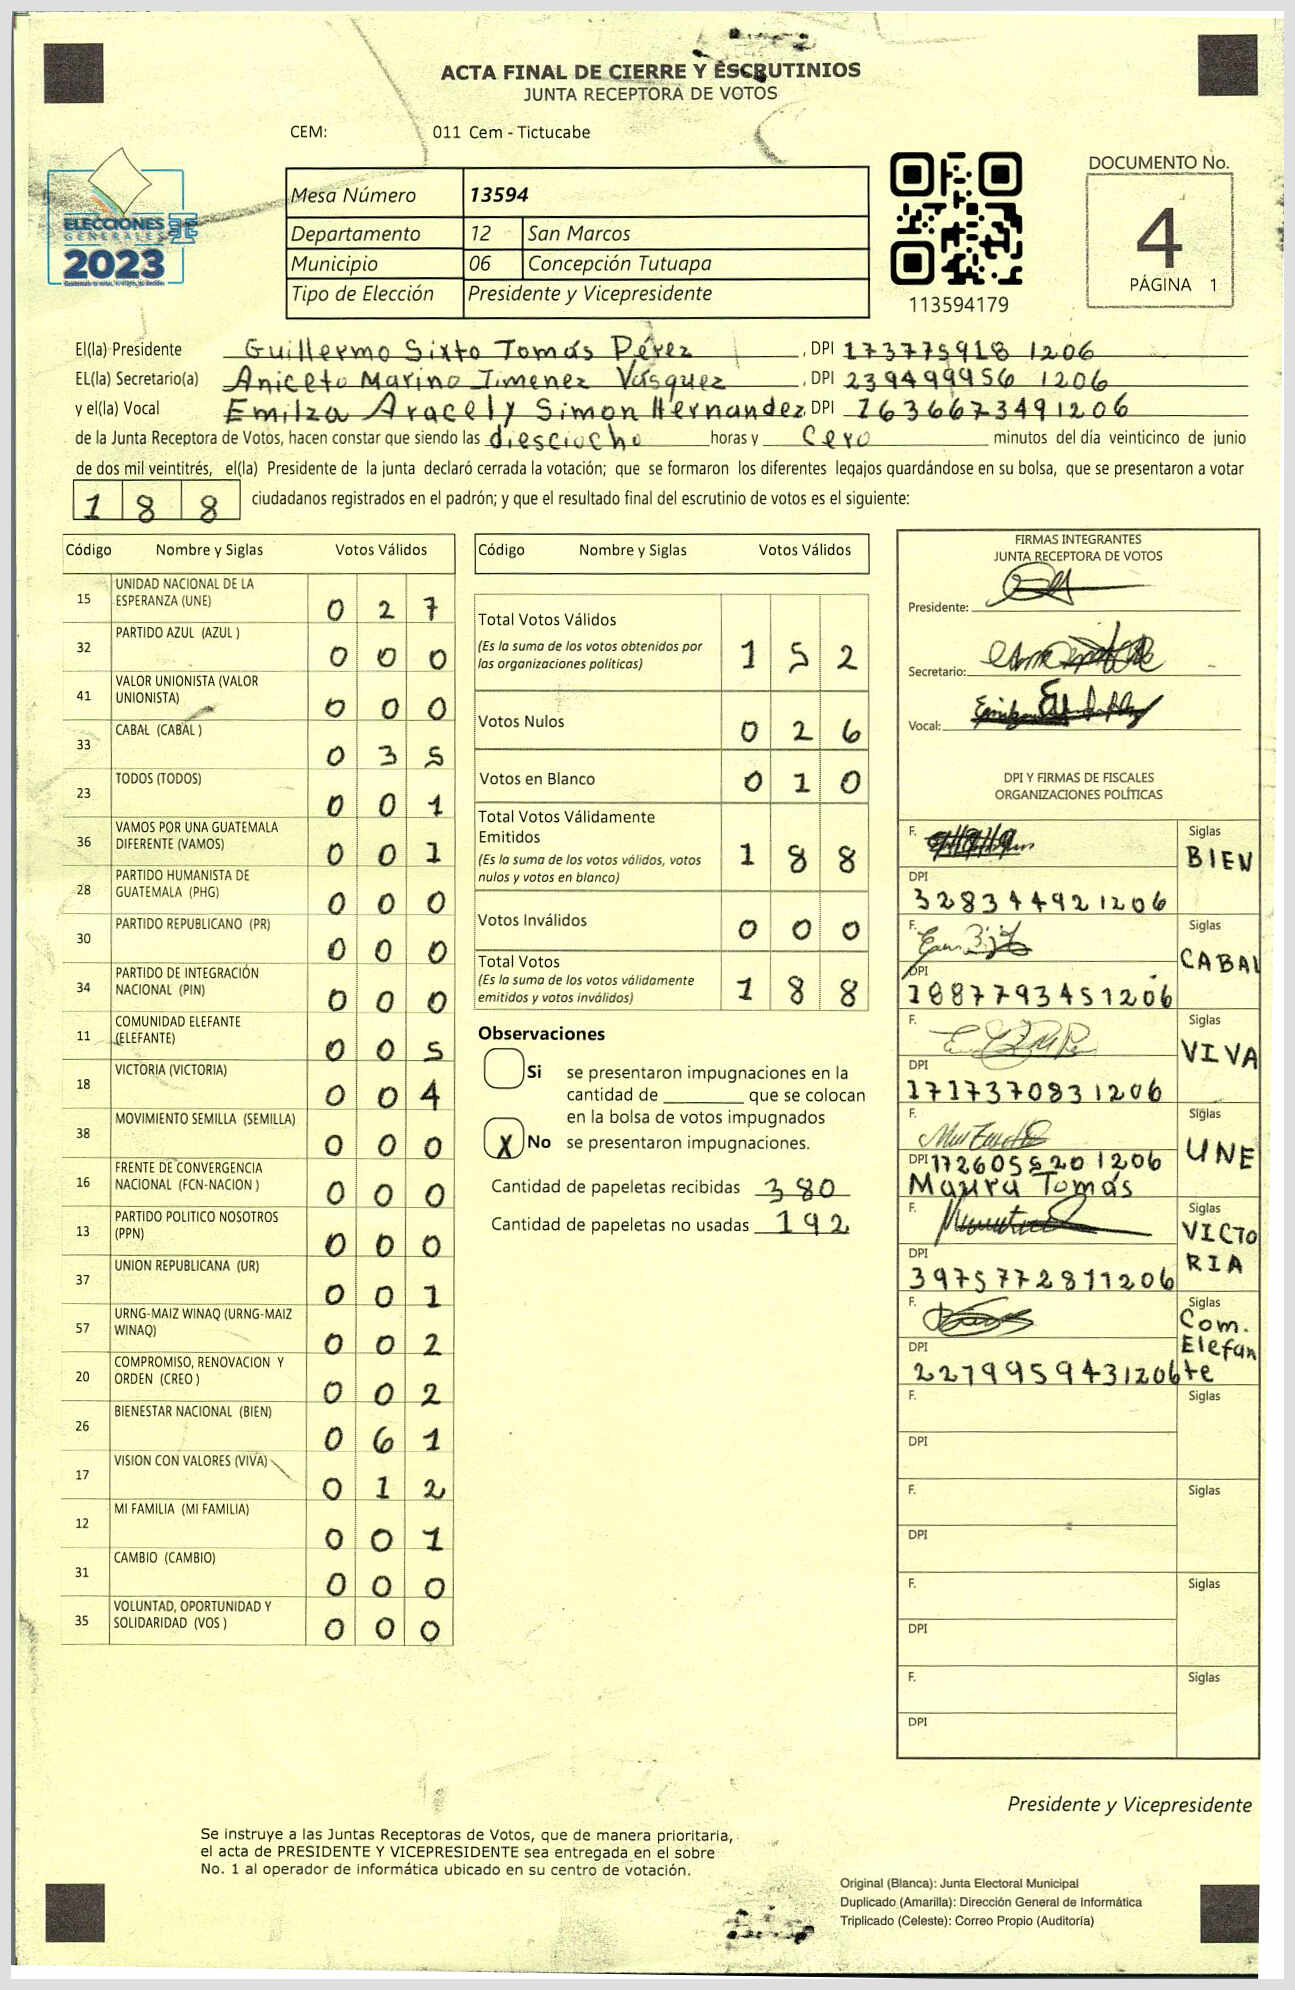 ACTA FINAL DE CIERRE Y ESCRUTINIOS
JUNTA RECEPTORA DE VOTOS
CEM: 011 Cem - Tictucabe
ELECCIONES
GENERALES
2023
Mesa Número 13594
Departamento 12 San Marcos
Municipio 06 Concepción Tutuapa
Tipo de Elección Presidente y Vicepresidente
113594179
DOCUMENTO No.
4
PÁGINA 1
El(la) Presidente Guillermo Sixto Tomás Pérez, DPI 173775918 1206
EL(la) Secretario(a) Aniceto Marino Jimenez Vásquez, DPI 239499956 1206
y el(la) Vocal Emilza Aracely Simon Hernandez, DPI 1636673491206
de la Junta Receptora de Votos, hacen constar que siendo las diesciocho horas y Cero minutos del día veinticinco de junio
de dos mil veintitrés, el(la) Presidente de la junta declaró cerrada la votación; que se formaron los diferentes legajos guardándose en su bolsa, que se presentaron a votar
188 ciudadanos registrados en el padrón; y que el resultado final del escrutinio de votos es el siguiente:
Código Nombre y Siglas Votos Válidos
15 UNIDAD NACIONAL DE LA ESPERANZA (UNE) 0 2 7
32 PARTIDO AZUL (AZUL ) 0 0 0
41 VALOR UNIONISTA (VALOR UNIONISTA) 0 0 0
33 CABAL (CABAL ) 0 3 5
23 TODOS (TODOS) 0 0 1
36 VAMOS POR UNA GUATEMALA DIFERENTE (VAMOS) 0 0 1
28 PARTIDO HUMANISTA DE GUATEMALA (PHG) 0 0 0
30 PARTIDO REPUBLICANO (PR) 0 0 0
34 PARTIDO DE INTEGRACIÓN NACIONAL (PIN) 0 0 0
11 COMUNIDAD ELEFANTE (ELEFANTE) 0 0 5
18 VICTORIA (VICTORIA) 0 0 4
38 MOVIMIENTO SEMILLA (SEMILLA) 0 0 0
16 FRENTE DE CONVERGENCIA NACIONAL (FCN-NACION ) 0 0 0
13 PARTIDO POLITICO NOSOTROS (PPN) 0 0 0
37 UNION REPUBLICANA (UR) 0 0 1
57 URNG-MAIZ WINAQ (URNG-MAIZ WINAQ) 0 0 2
20 COMPROMISO, RENOVACION Y ORDEN (CREO ) 0 0 2
26 BIENESTAR NACIONAL (BIEN) 0 6 1
17 VISION CON VALORES (VIVA) 0 1 2
12 MI FAMILIA (MI FAMILIA) 0 0 1
31 CAMBIO (CAMBIO) 0 0 0
35 VOLUNTAD, OPORTUNIDAD Y SOLIDARIDAD (VOS ) 0 0 0
Código Nombre y Siglas Votos Válidos
Total Votos Válidos 1 5 2
(Es la suma de los votos obtenidos por
las organizaciones políticas)
Votos Nulos 0 2 6
Votos en Blanco 0 1 0
Total Votos Válidamente
Emitidos 1 8 8
(Es la suma de los votos válidos, votos
nulos y votos en blanco)
Votos Inválidos 0 0 0
Total Votos 1 8 8
(Es la suma de los votos válidamente
emitidos y votos inválidos)
Observaciones
Si se presentaron impugnaciones en la
cantidad de ________ que se colocan
en la bolsa de votos impugnados
X No se presentaron impugnaciones.
Cantidad de papeletas recibidas 380
Cantidad de papeletas no usadas 192
FIRMAS INTEGRANTES
JUNTA RECEPTORA DE VOTOS
Presidente:
Secretario:
Vocal:
DPI Y FIRMAS DE FISCALES
ORGANIZACIONES POLÍTICAS
F. Siglas BIEN
DPI 328344921206
F. Siglas CABAL
DPI 1887793451206
F. Siglas VIVA
DPI 1717370831206
F. Siglas UNE
DPI 172605520 1206
Maura Tomás
F. Siglas VICTORIA
DPI 3975772811206
F. Siglas Com. Elefante
DPI 2279959431206
F. Siglas
DPI
F. Siglas
DPI
F. Siglas
DPI
F. Siglas
DPI
Presidente y Vicepresidente
Se instruye a las Juntas Receptoras de Votos, que de manera prioritaria,
el acta de PRESIDENTE Y VICEPRESIDENTE sea entregada en el sobre
No. 1 al operador de informática ubicado en su centro de votación.
Original (Blanca): Junta Electoral Municipal
Duplicado (Amarilla): Dirección General de Informática
Triplicado (Celeste): Correo Propio (Auditoría)